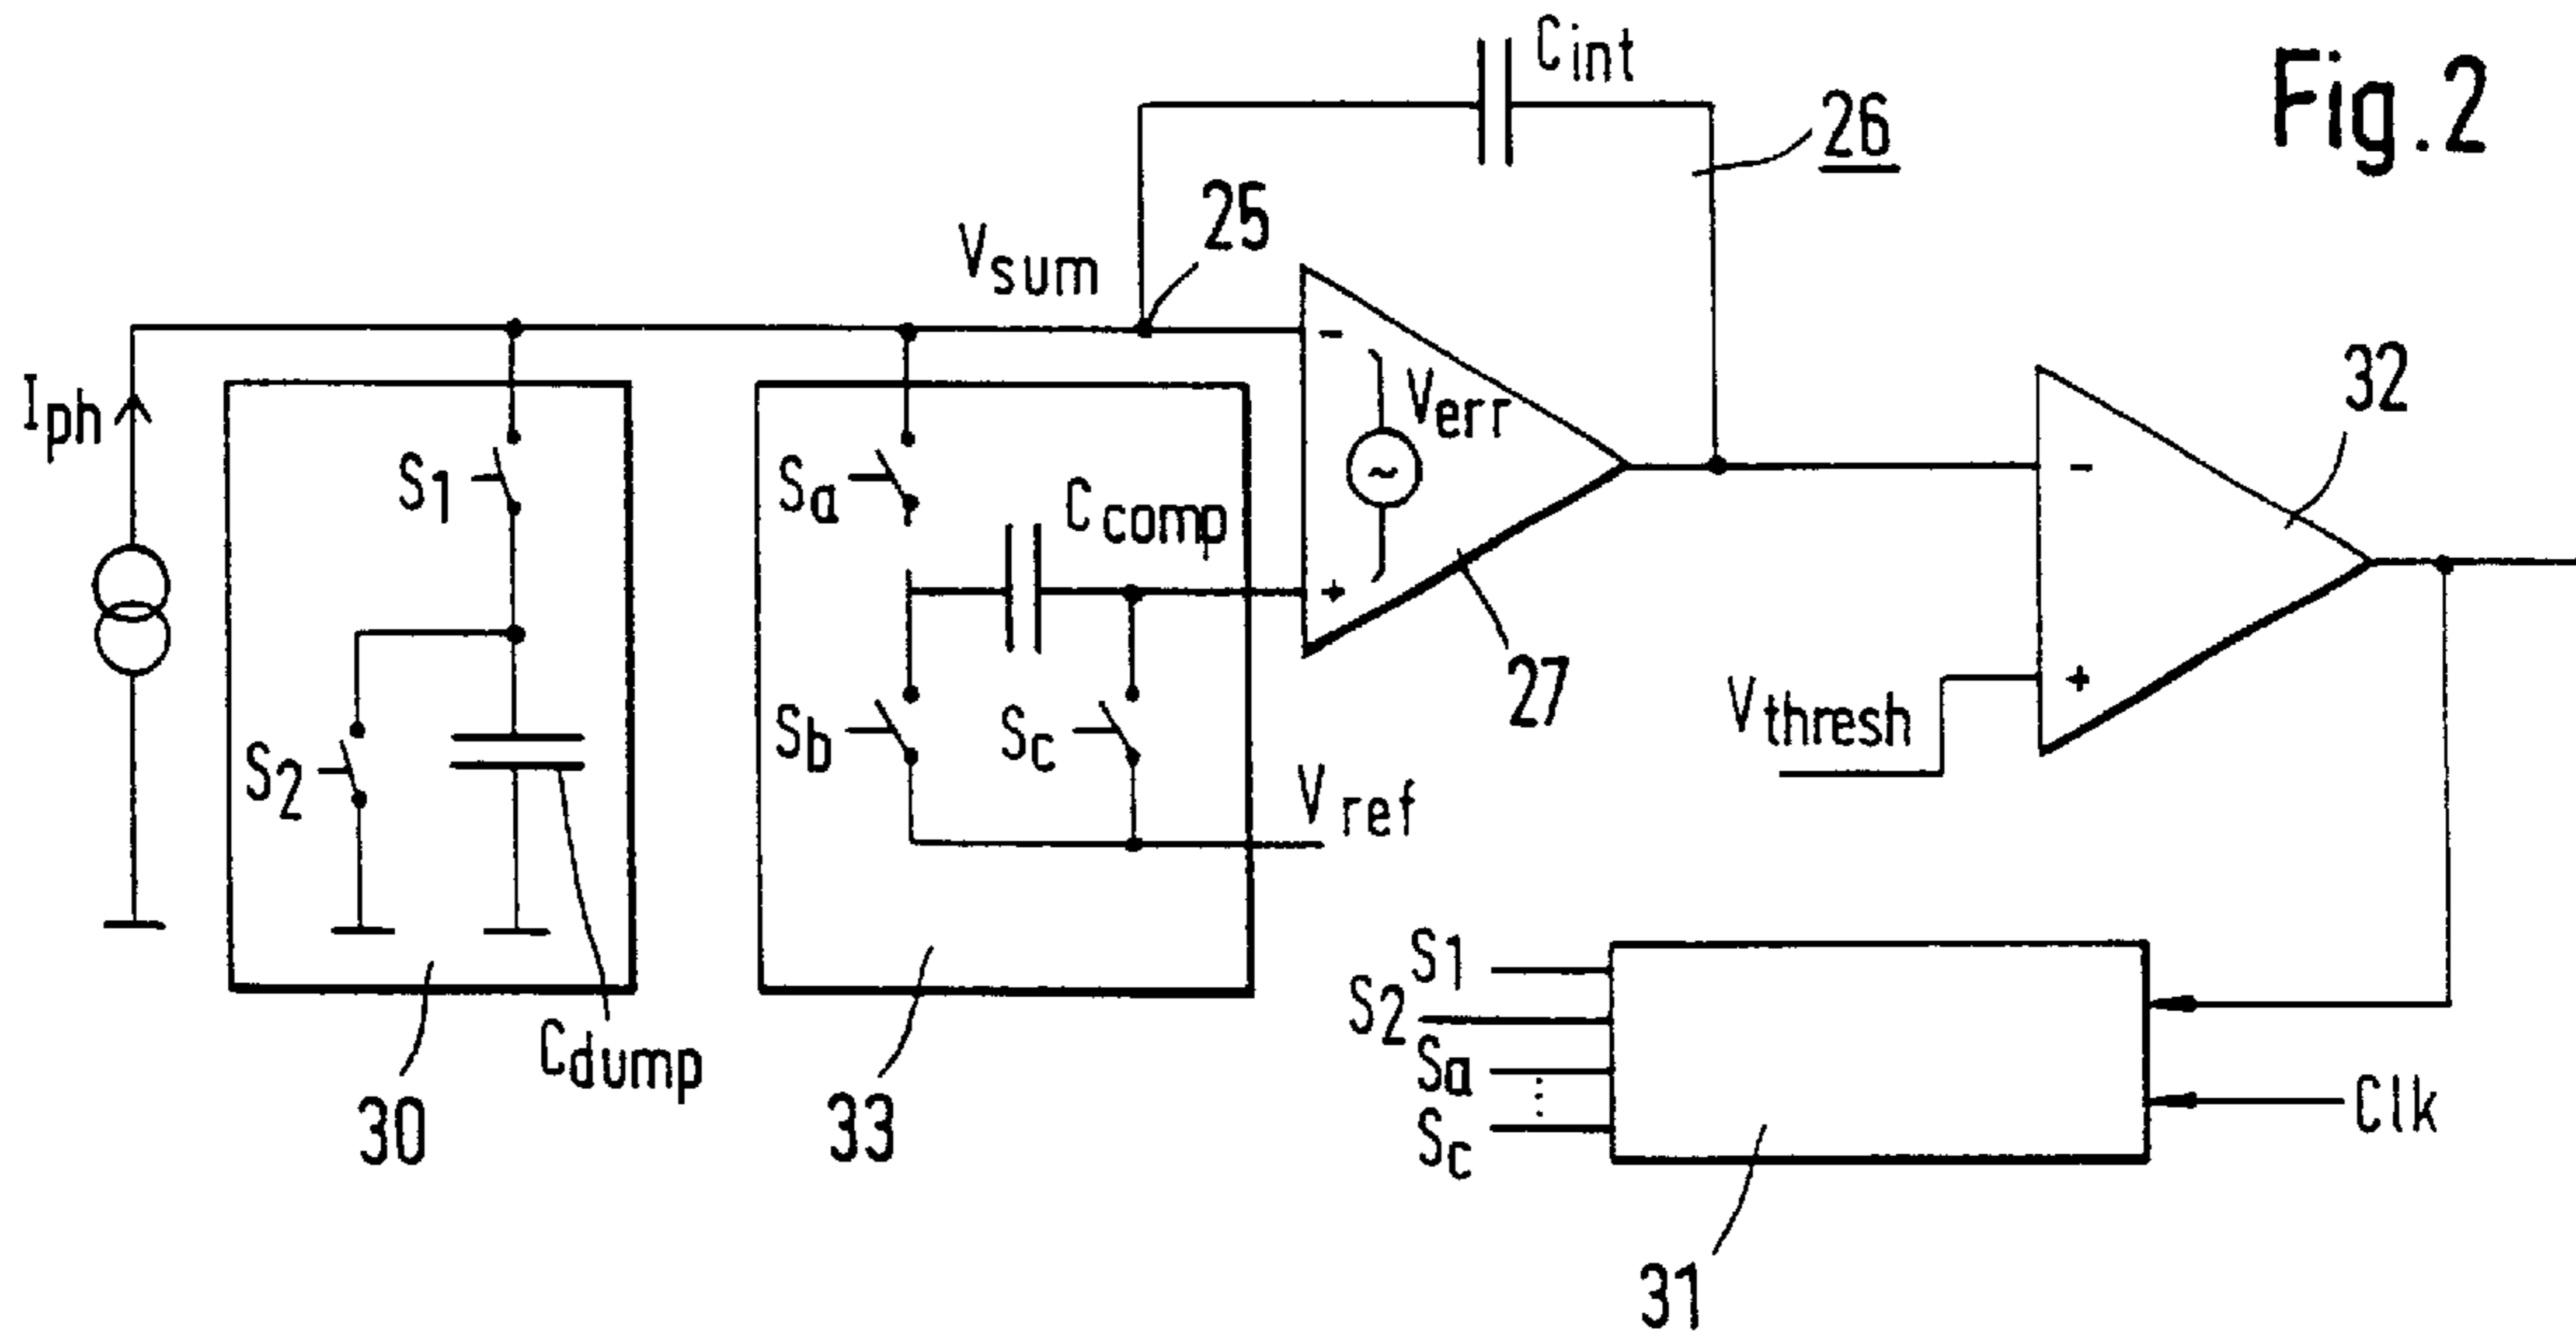 Fig.2
Cint
26
25
Vsum
Iph
S1
Sa
Ccomp
-
Verr
~
+
27
32
-
+
Vthresh
S2
Sb
Sc
Vref
Cdump
30
33
S1
S2
Sa
Sc
Clk
31